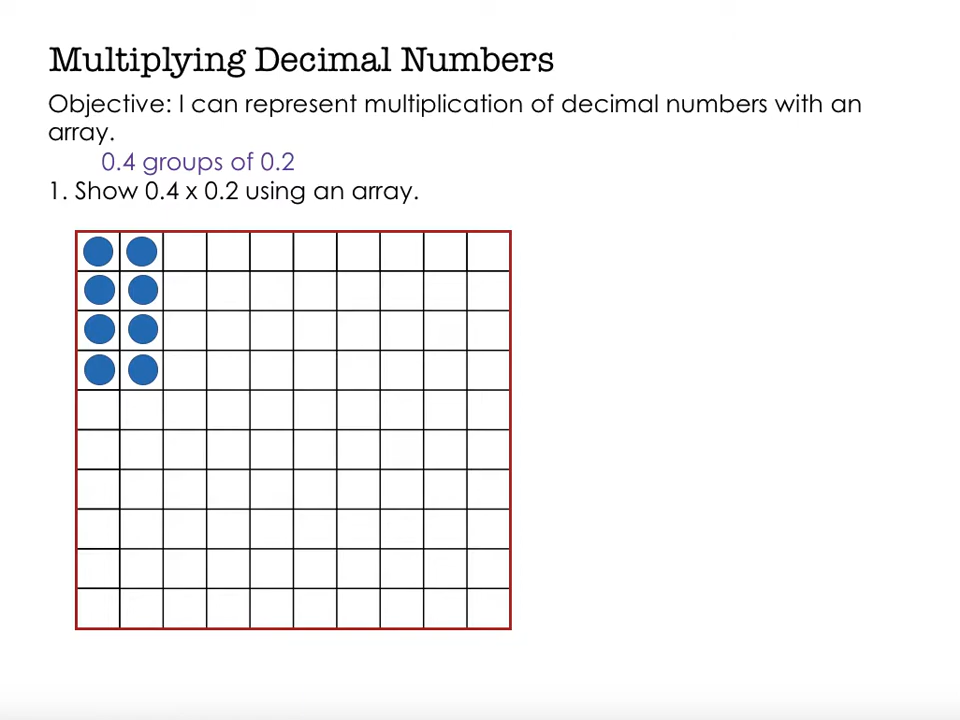 Multiplying Decimal Numbers
Objective: I can represent multiplication of decimal numbers with an
array.
0.4 groups of 0.2
1. Show 0.4 x 0.2 using an array.